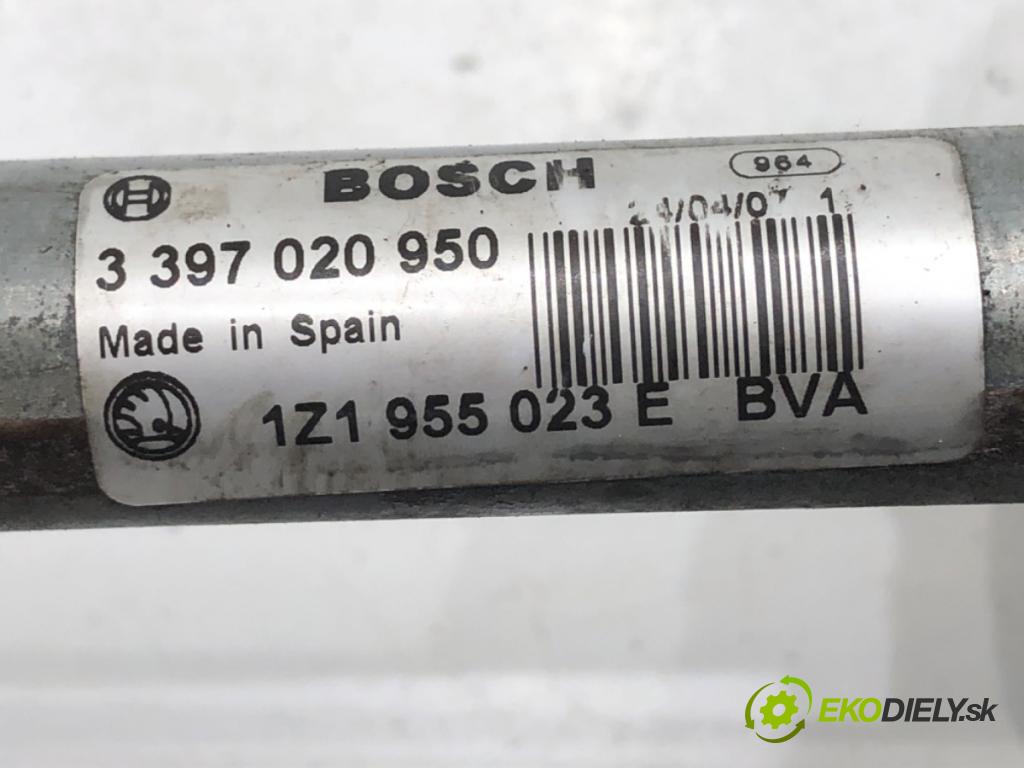 BOSCH 964
24/04/07 1
3 397 020 950
Made in Spain
1Z1 955 023 E BVA
EKODIELY.sk